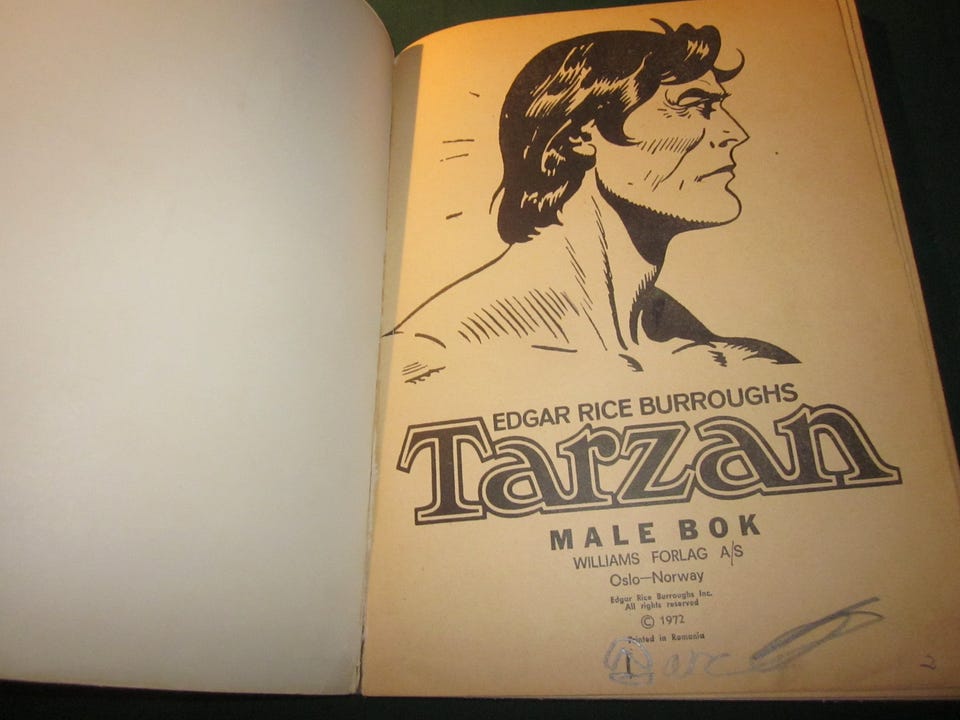 EDGAR RICE BURROUGHS
Tarzan
MALE BOK
WILLIAMS FORLAG A/S
Oslo—Norway
Edgar Rice Burroughs Inc.
All rights reserved
© 1972
Printed in Romania
2